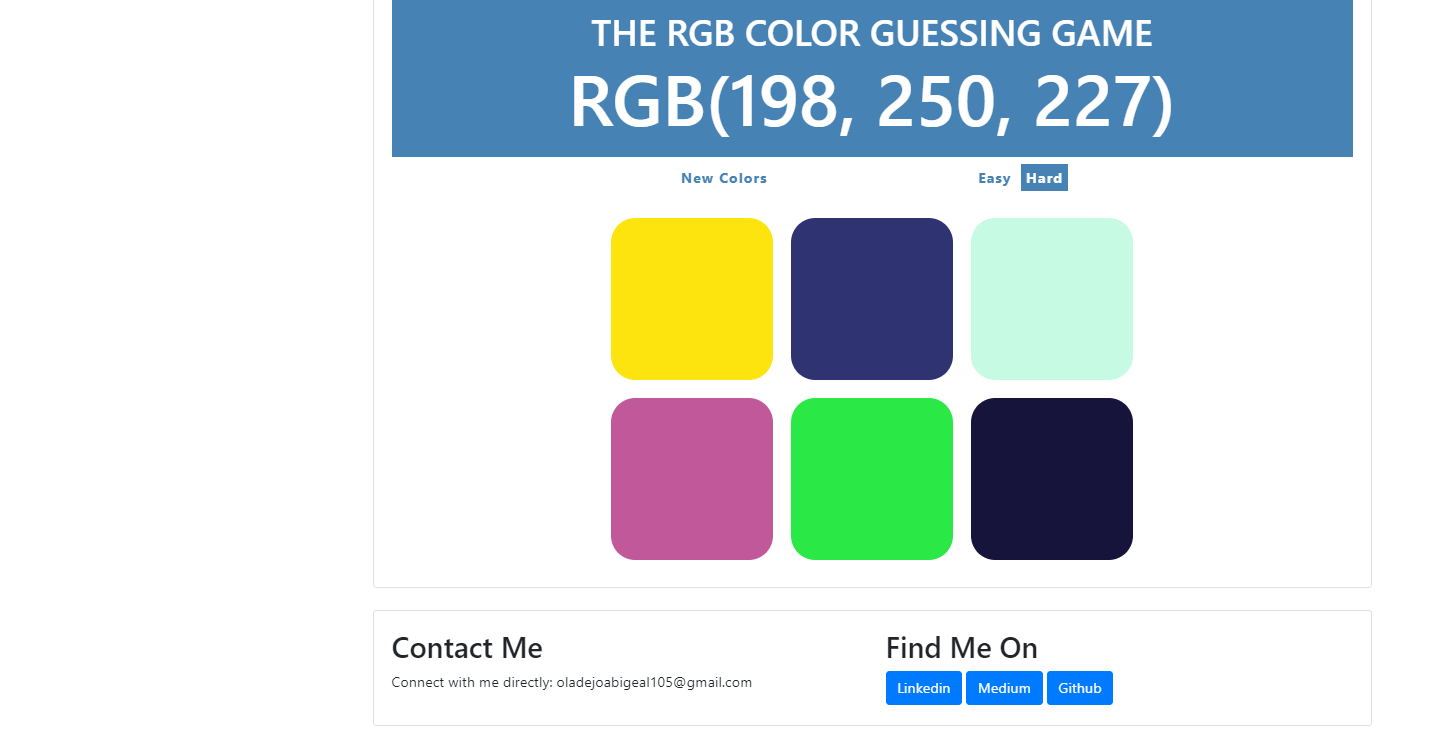 THE RGB COLOR GUESSING GAME
RGB(198, 250, 227)
New Colors Easy Hard
Contact Me
Connect with me directly: oladejoabigeal105@gmail.com
Find Me On
Linkedin Medium Github